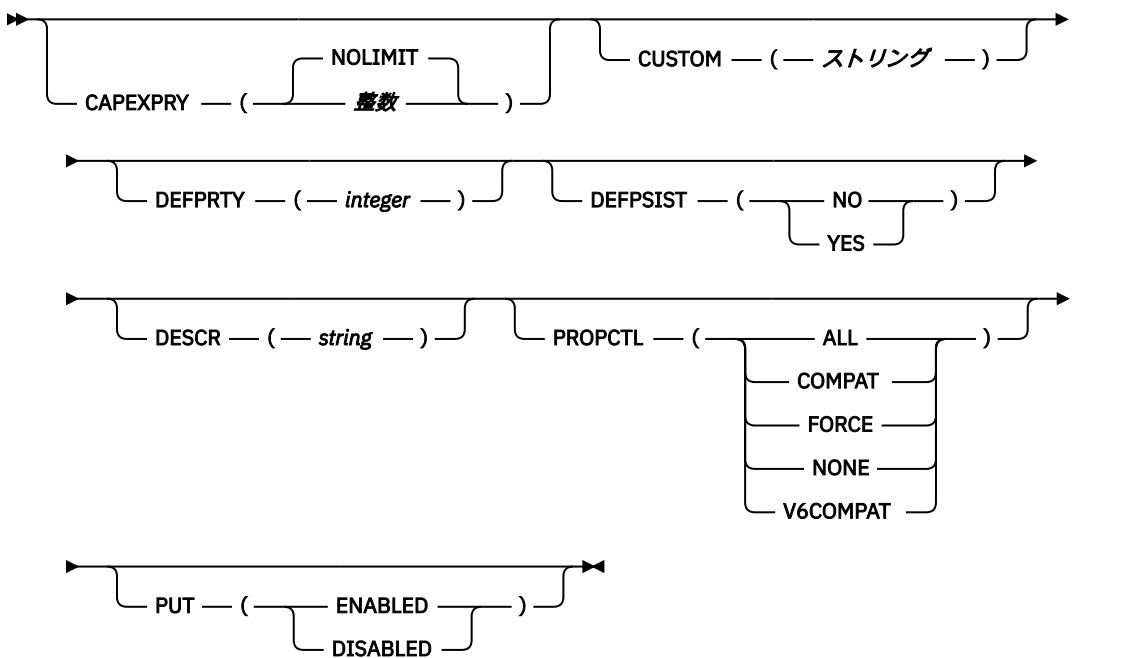 NOLIMIT
CAPEXPRY ( 整数 )
CUSTOM ( ストリング )
DEFPRTY ( integer )
DEFPSIST ( NO )
YES
DESCR ( string )
PROPCTL ( ALL )
COMPAT
FORCE
NONE
V6COMPAT
PUT ( ENABLED )
DISABLED